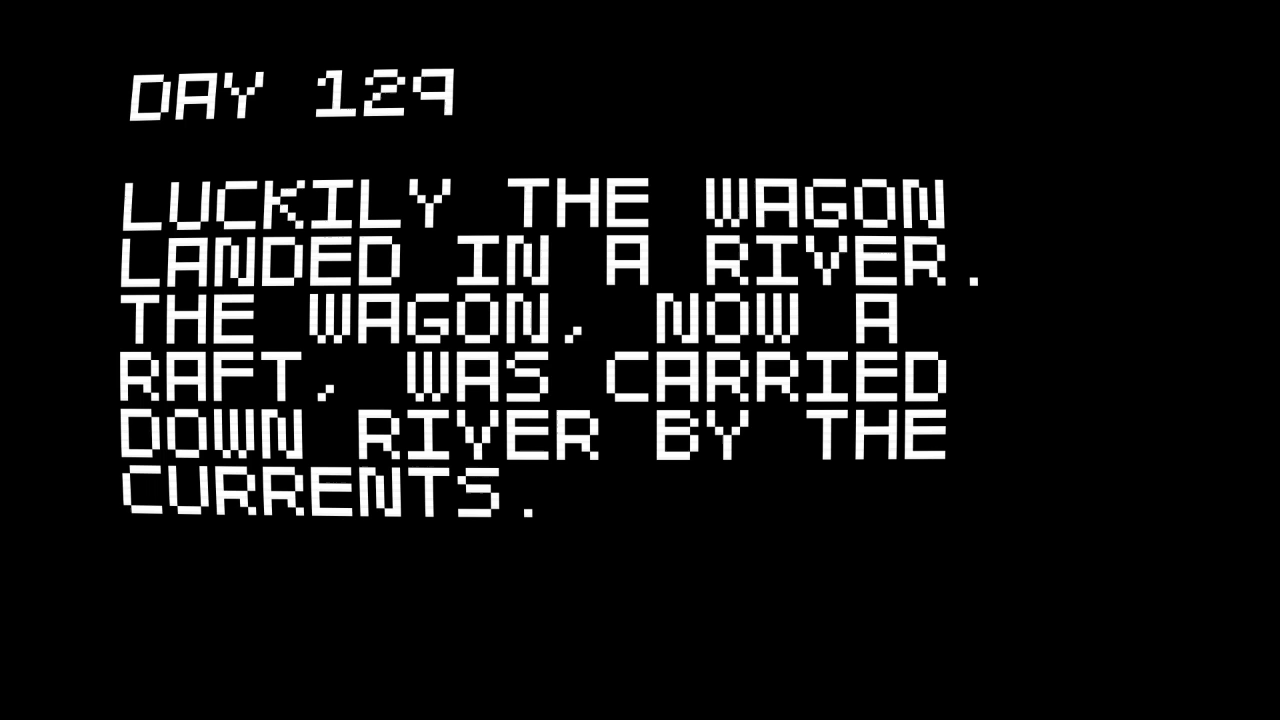 DAY 129
LUCKILY THE WAGON
LANDED IN A RIVER.
THE WAGON, NOW A
RAFT, WAS CARRIED
DOWN RIVER BY THE
CURRENTS.